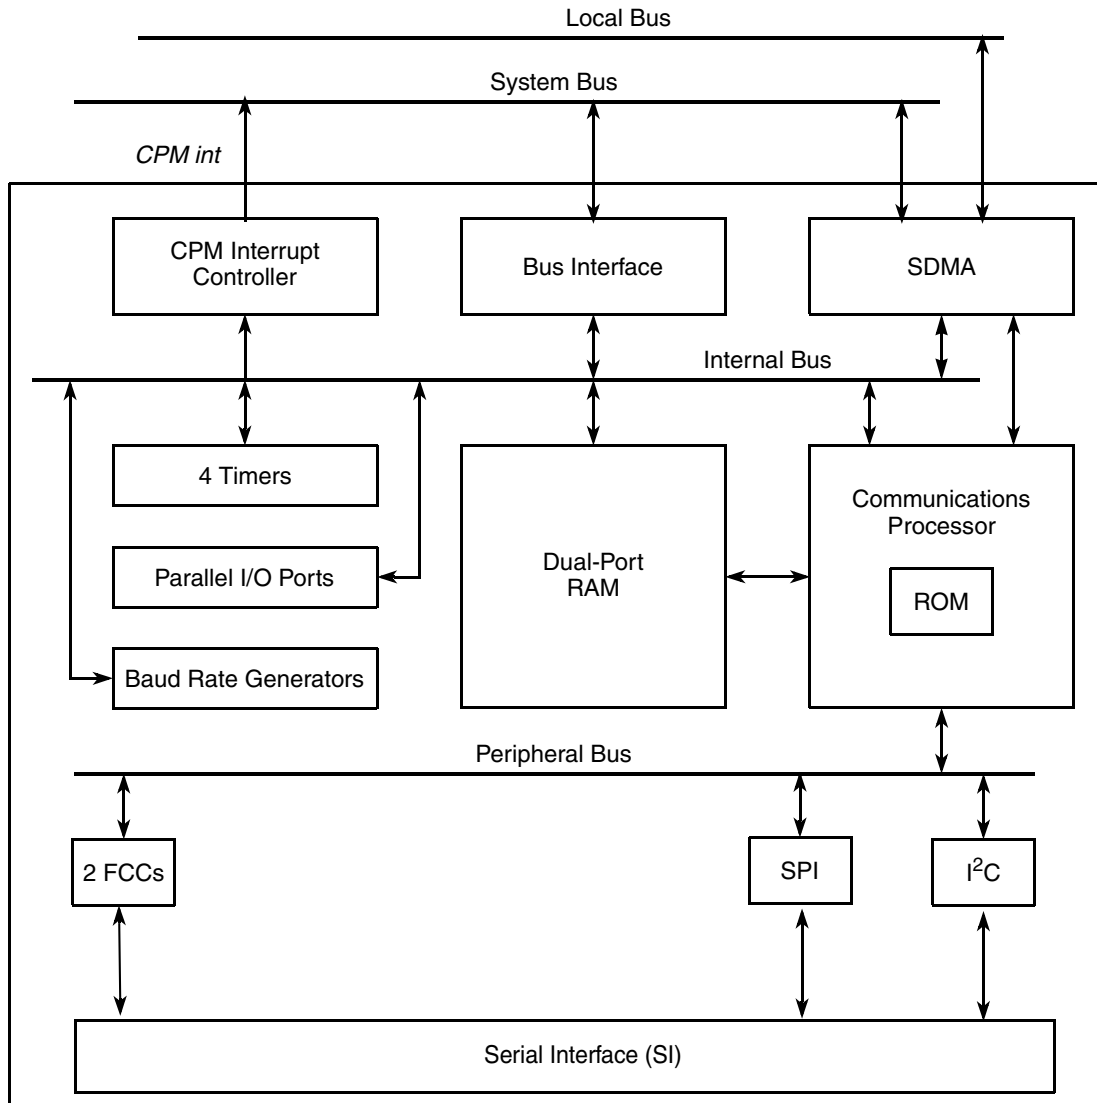 Local Bus
System Bus
CPM int
CPM Interrupt
Controller
Bus Interface
SDMA
Internal Bus
4 Timers
Parallel I/O Ports
Baud Rate Generators
Dual-Port
RAM
Communications
Processor
ROM
Peripheral Bus
2 FCCs
SPI
I²C
Serial Interface (SI)